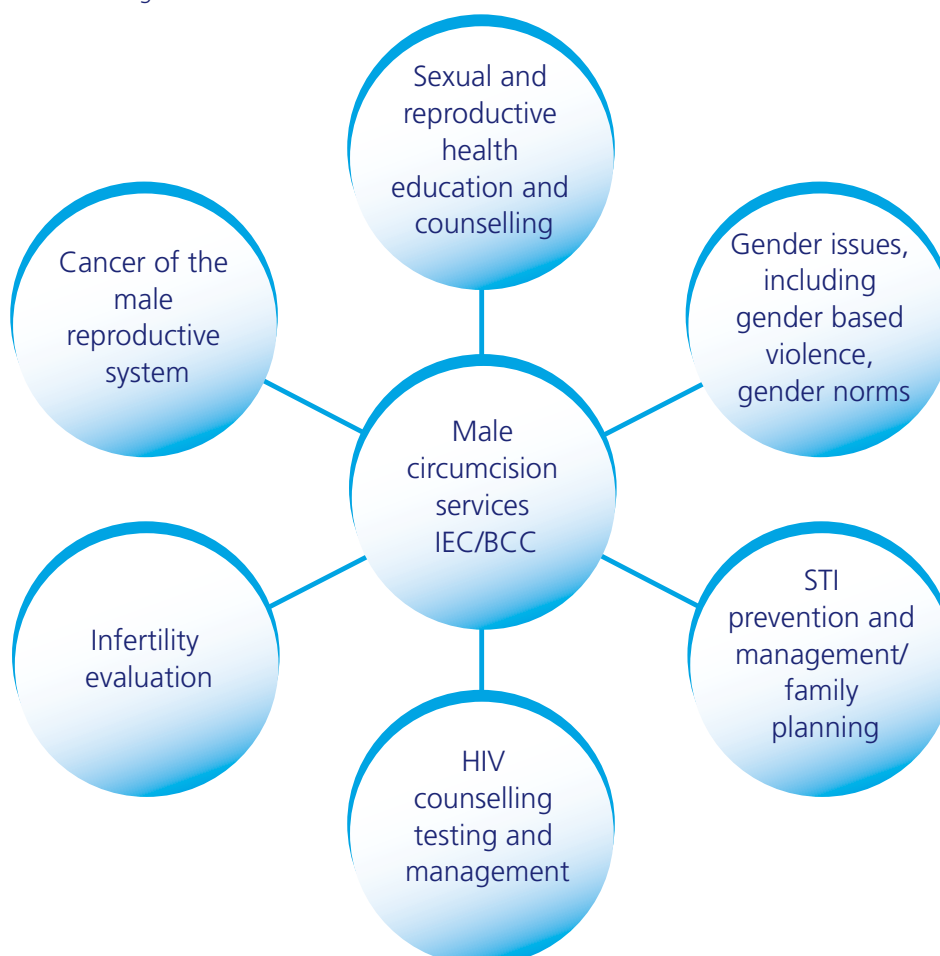 Sexual and
reproductive
health
education and
counselling
Cancer of the
male
reproductive
system
Gender issues,
including
gender based
violence,
gender norms
Male
circumcision
services
IEC/BCC
Infertility
evaluation
STI
prevention and
management/
family
planning
HIV
counselling
testing and
management